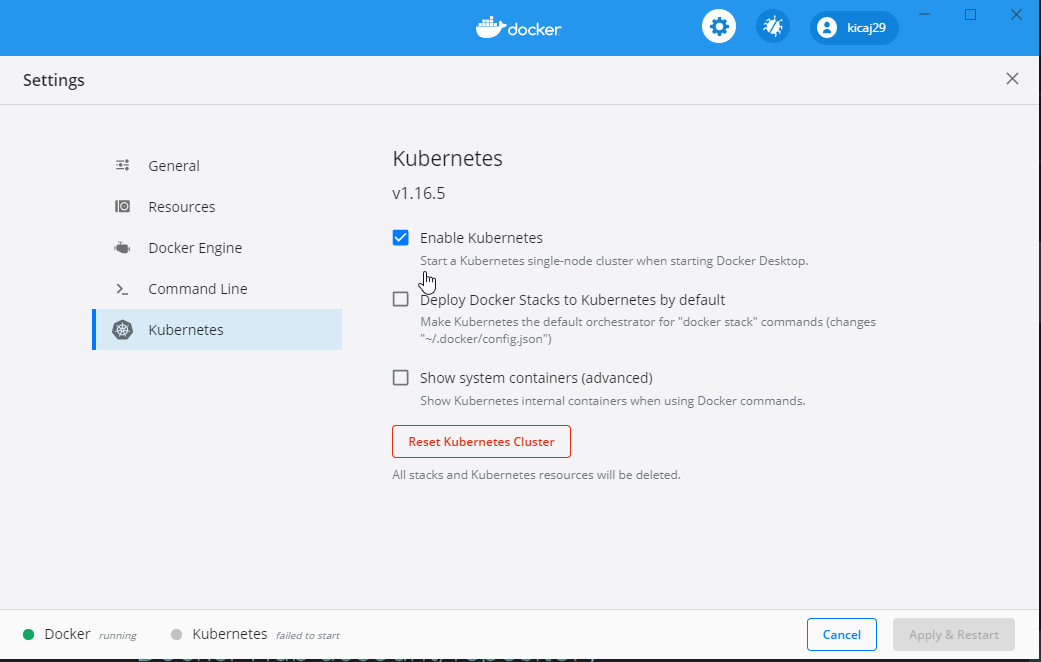 docker
kicaj29
Settings
General
Resources
Docker Engine
Command Line
Kubernetes
Kubernetes
v1.16.5
Enable Kubernetes
Start a Kubernetes single-node cluster when starting Docker Desktop.
Deploy Docker Stacks to Kubernetes by default
Make Kubernetes the default orchestrator for "docker stack" commands (changes
"~/.docker/config.json")
Show system containers (advanced)
Show Kubernetes internal containers when using Docker commands.
Reset Kubernetes Cluster
All stacks and Kubernetes resources will be deleted.
Docker running
Kubernetes failed to start
Cancel
Apply & Restart
Docker Hub account/repository